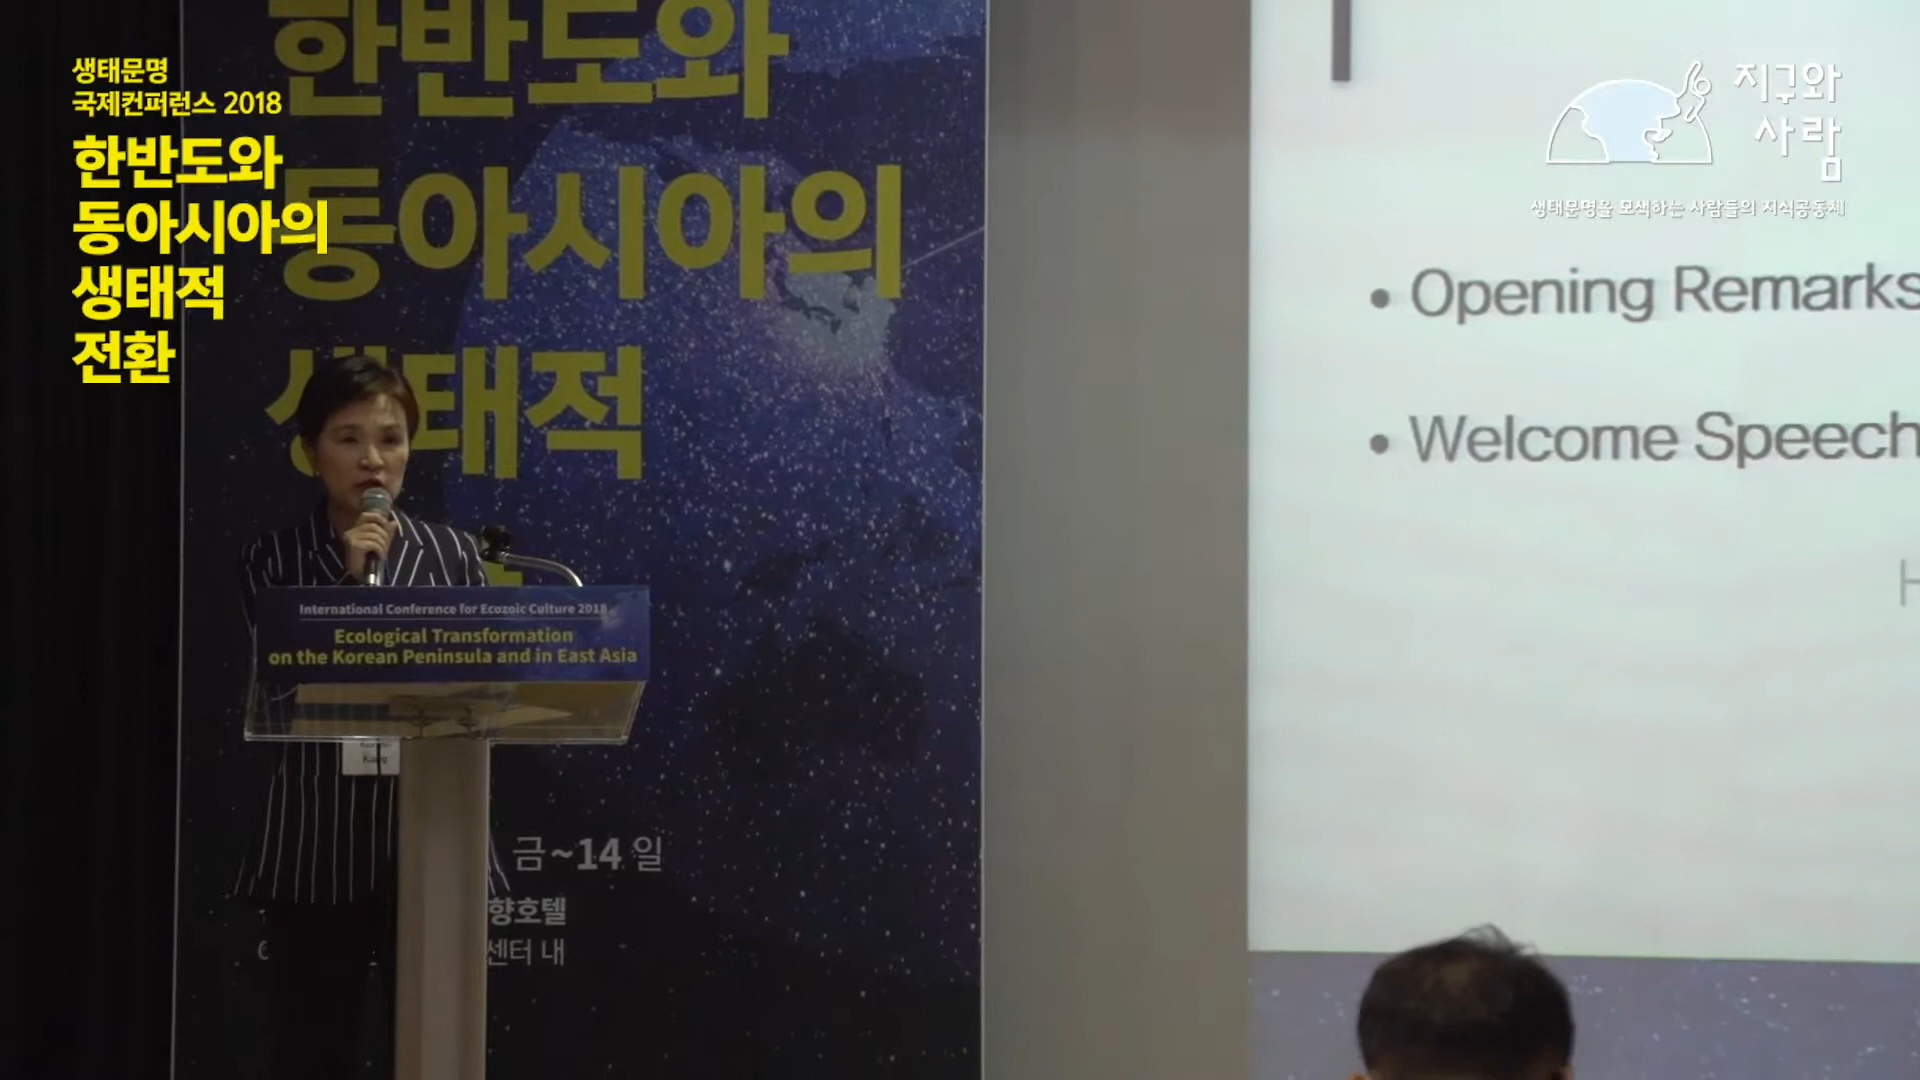 생태문명
국제컨퍼런스 2018
한반도와
동아시아의
생태적
전환
한반도와
동아시아의
생태적
International Conference for Ecozoic Culture 2018
Ecological Transformation
on the Korean Peninsula and in East Asia
금~14 일
향호텔
센터 내
지구와
사람
생태문명을 모색하는 사람들의 지식공동체
• Opening Remarks
• Welcome Speech